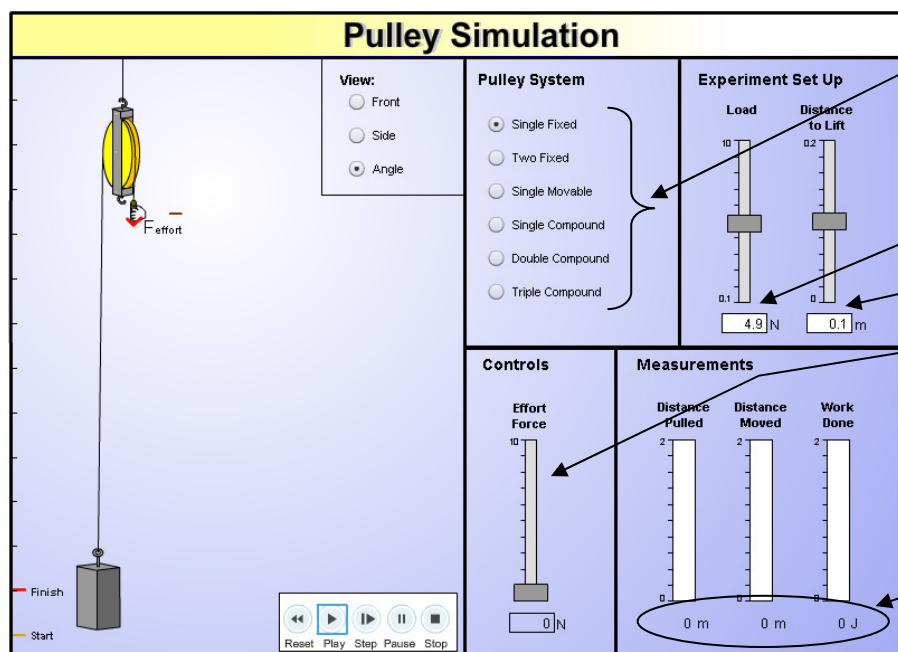 Pulley Simulation
View:
Front
Side
Angle
F effort
Finish
Start
Reset Play Step Pause Stop
Pulley System
Single Fixed
Two Fixed
Single Movable
Single Compound
Double Compound
Triple Compound
Experiment Set Up
Load
Distance
to Lift
10
0.2
0.1
0
4.9 N
0.1 m
Controls
Effort
Force
10
0 N
Measurements
Distance
Pulled
Distance
Moved
Work
Done
2
2
2
0
0
0
0 m
0 m
0 J